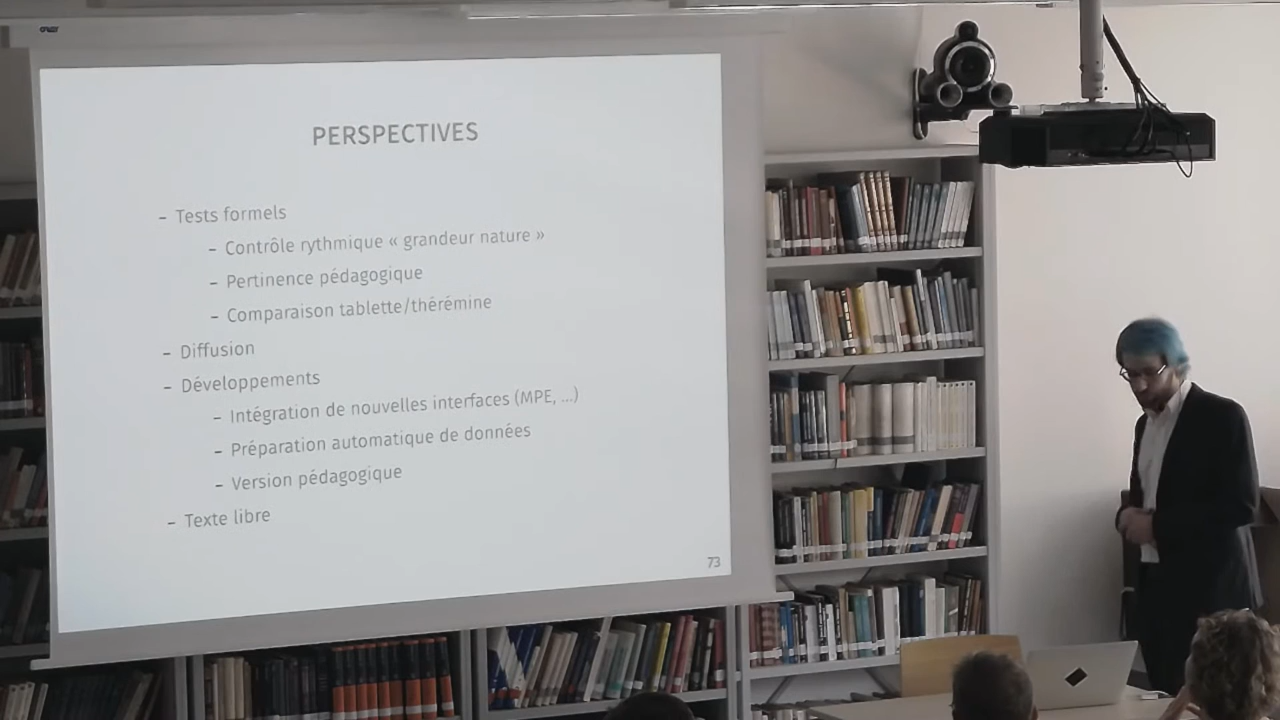 PERSPECTIVES
– Tests formels
– Contrôle rythmique « grandeur nature »
– Pertinence pédagogique
– Comparaison tablette/thérémine
– Diffusion
– Développements
– Intégration de nouvelles interfaces (MPE, ...)
– Préparation automatique de données
– Version pédagogique
– Texte libre
73